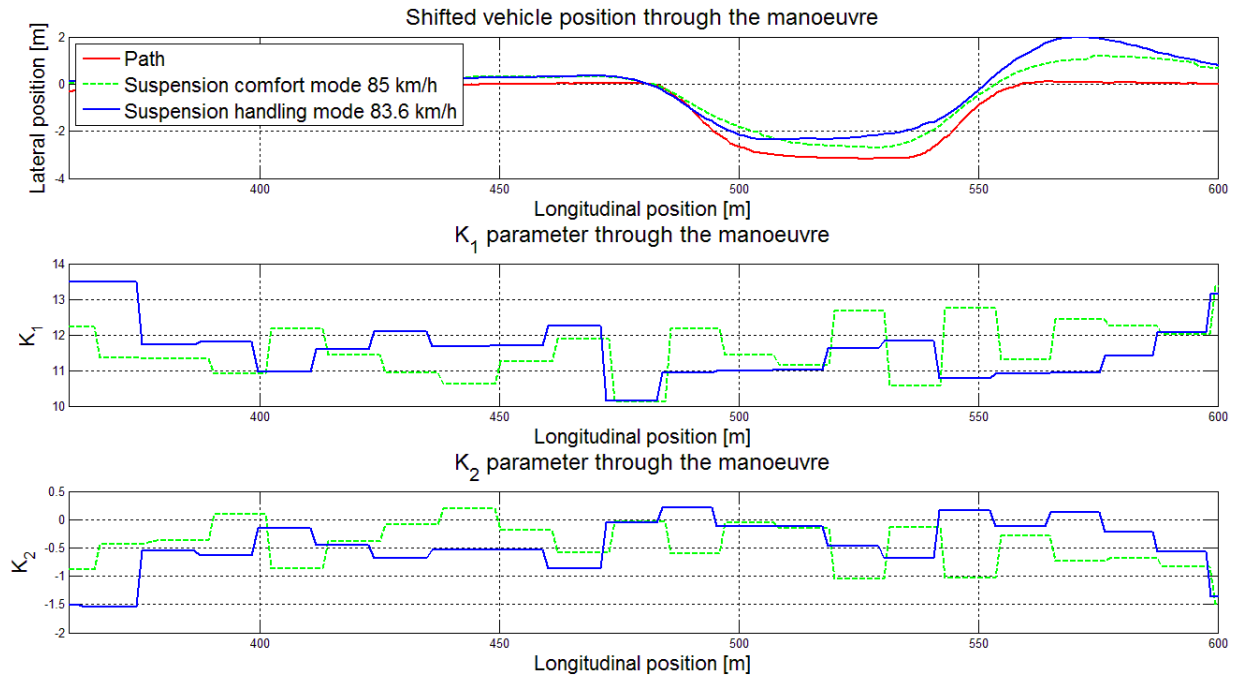 Shifted vehicle position through the manoeuvre
Lateral position [m]
2
0
-2
-4
Path
Suspension comfort mode 85 km/h
Suspension handling mode 83.6 km/h
400
450
500
550
600
Longitudinal position [m]
K1 parameter through the manoeuvre
K1
14
13
12
11
10
400
450
500
550
600
Longitudinal position [m]
K2 parameter through the manoeuvre
K2
0.5
0
-0.5
-1
-1.5
-2
400
450
500
550
600
Longitudinal position [m]